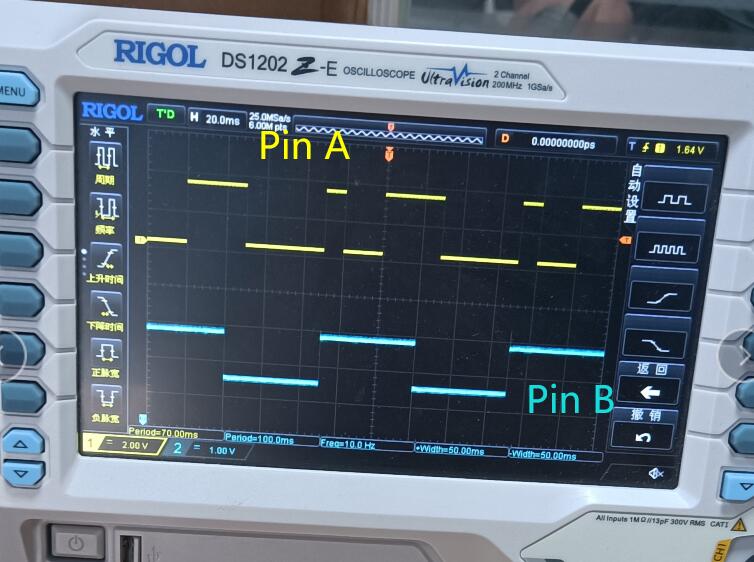 RIGOL DS1202 Z-E OSCILLOSCOPE UltraVision 2 Channel
200MHz 1GSa/s
MENU
RIGOL T'D H 20.0ms 25.0MSa/s
6.00M pts
D 0.00000000ps T 1 1.64 V
水平
Pin A
自动设置
周期
频率
上升时间
下降时间
正脉宽
负脉宽
返回
撤销
Pin B
Period=70.00ms Period=100.0ms Freq=10.0 Hz +Width=50.00ms -Width=50.00ms
1 = 2.00 V 2 = 1.00 V
All Inputs 1MΩ//13pF 300V RMS CATI
CH1